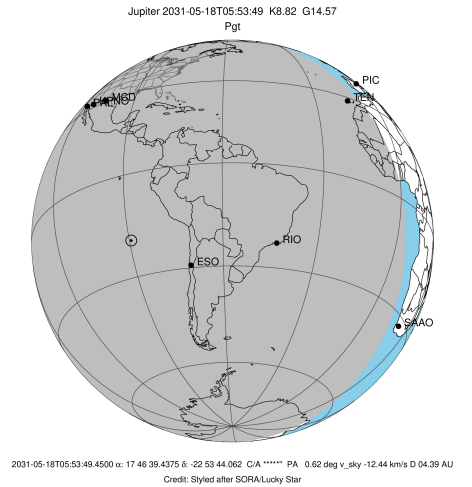 Jupiter 2031-05-18T05:53:49 K8.82 G14.57
Pgt
PIC
TEN
MCD
RIO
ESO
SAAO
2031-05-18T05:53:49.4500 α: 17 46 39.4375 δ: -22 53 44.062 C/A *****" PA 0.62 deg v_sky -12.44 km/s D 04.39 AU
Credit: Styled after SORA/Lucky Star